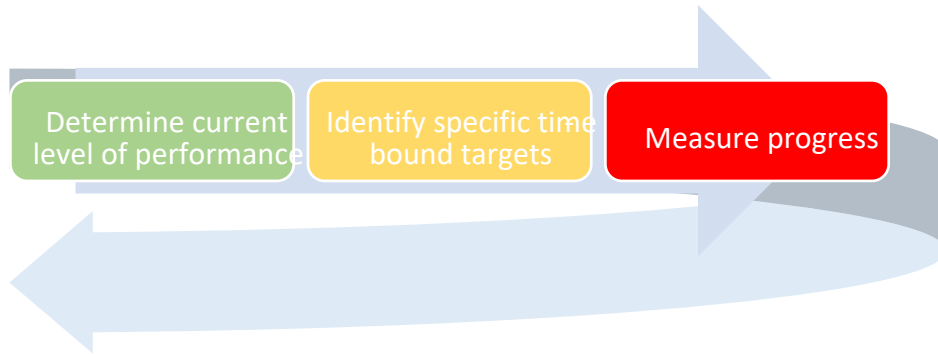 Determine current
level of performance
Identify specific time-
bound targets
Measure progress